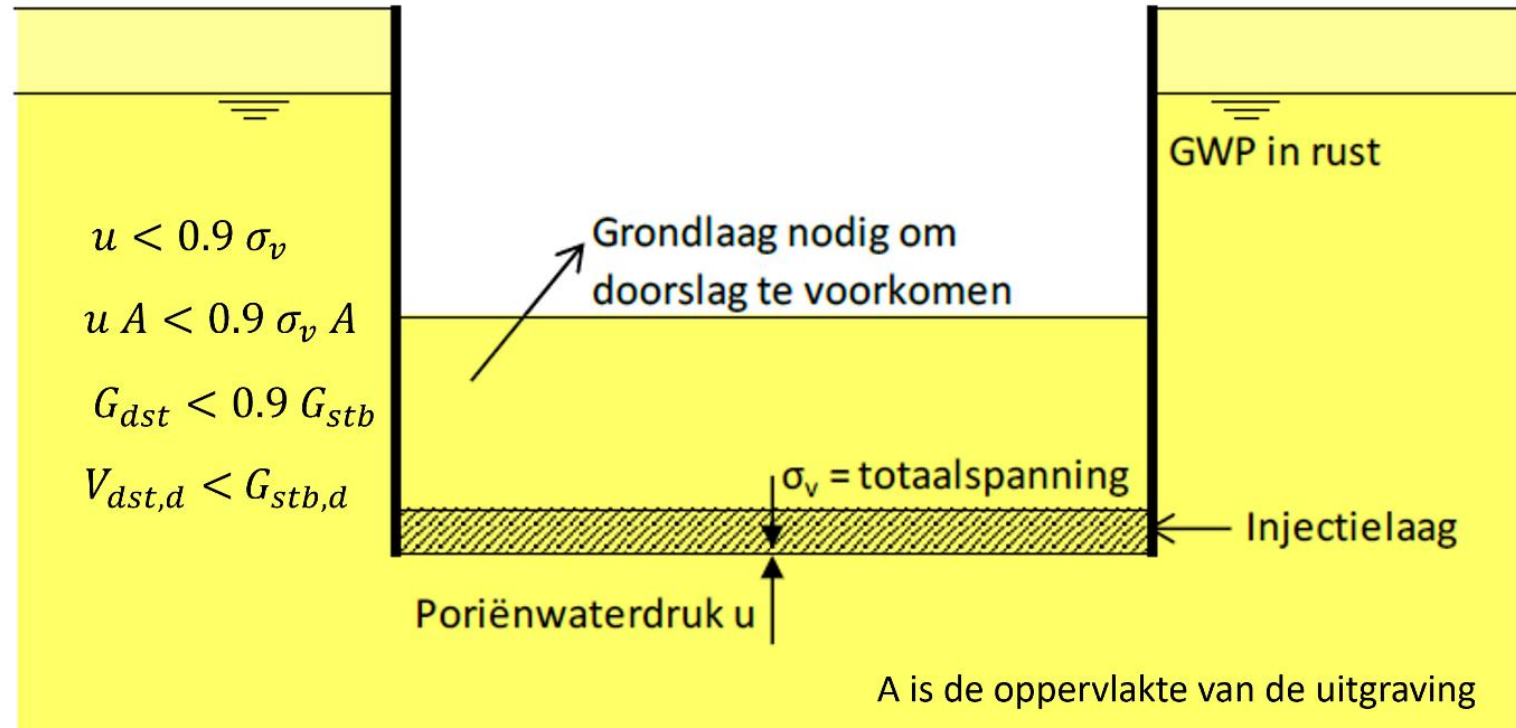 GWP in rust
u < 0.9 σ_v
u A < 0.9 σ_v A
G_dst < 0.9 G_stb
V_dst,d < G_stb,d
Grondlaag nodig om
doorslag te voorkomen
σ_v = totaalspanning
Injectielaag
Poriënwaterdruk u
A is de oppervlakte van de uitgraving